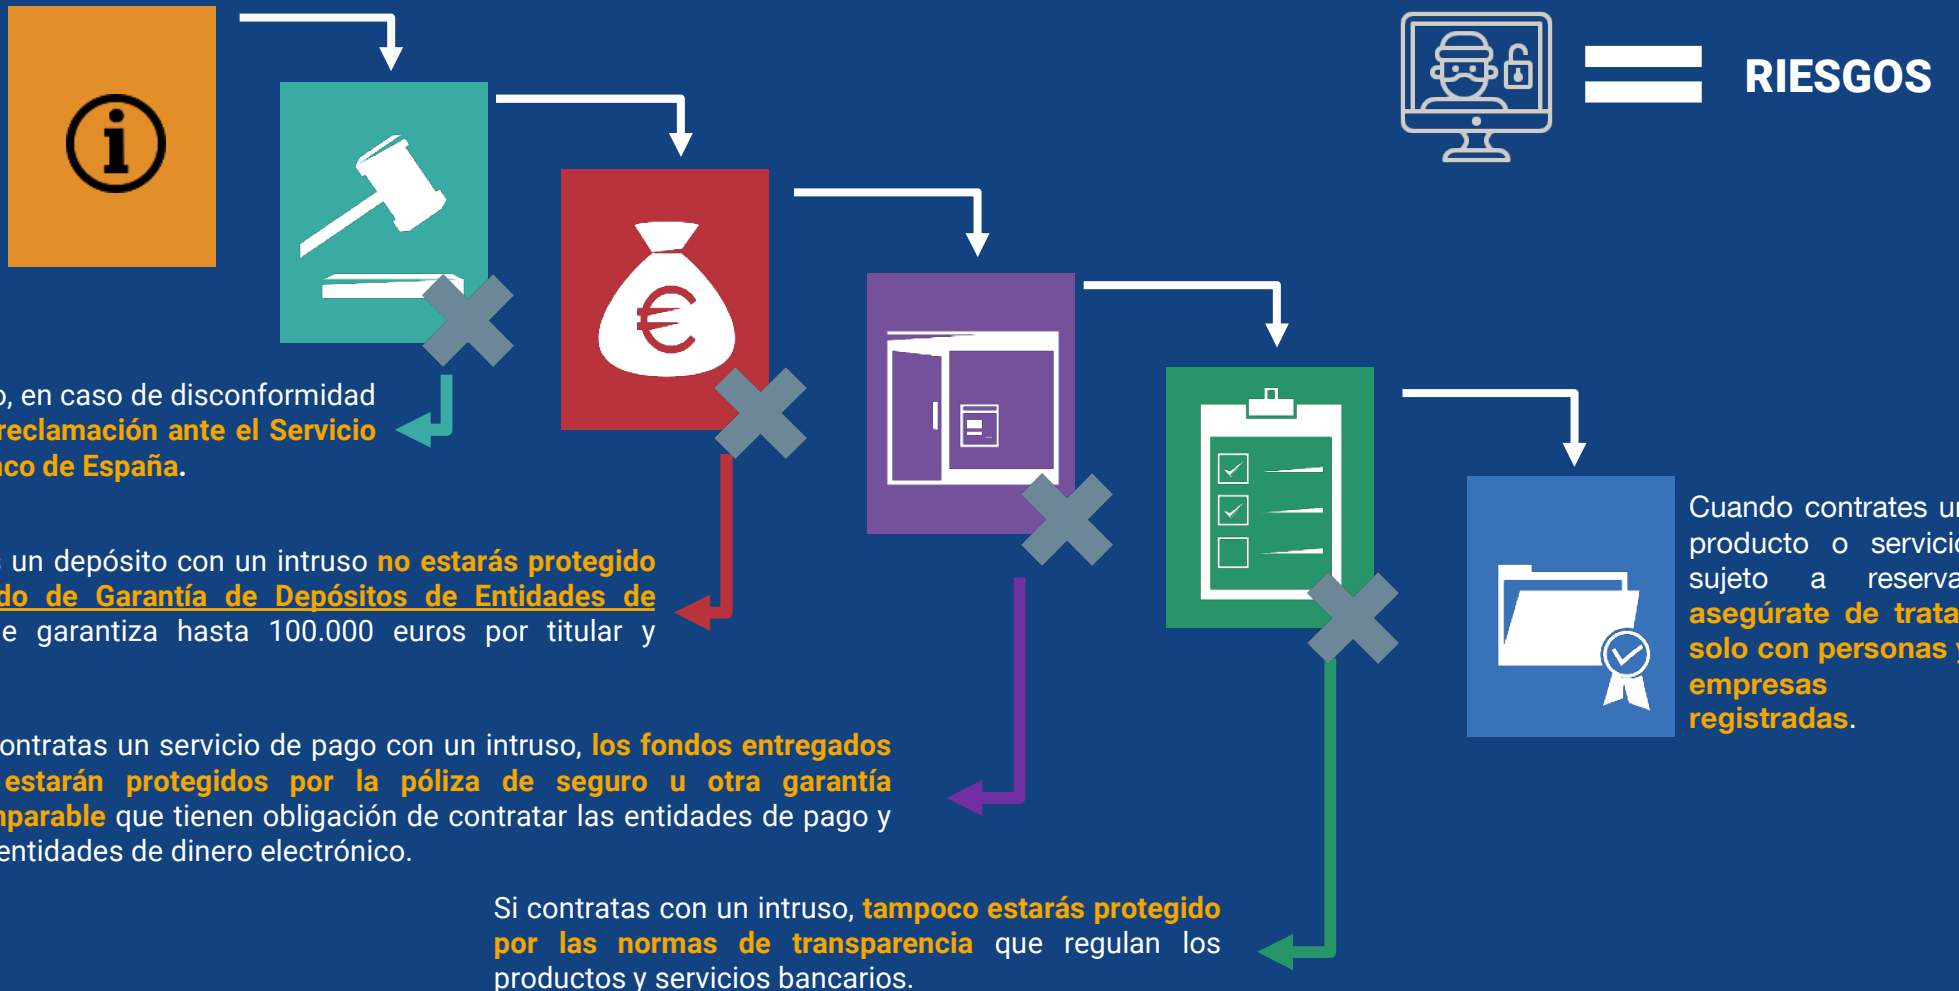 RIESGOS
en caso de disconformidad
reclamación ante el Servicio
de España.
un depósito con un intruso no estarás protegido
de Garantía de Depósitos de Entidades de
garantiza hasta 100.000 euros por titular y
Cuando contrates
producto o servicio
sujeto a reserva
asegúrate de
solo con personas y
empresas
registradas.
contratas un servicio de pago con un intruso, los fondos entregados
estarán protegidos por la póliza de seguro u otra garantía
que tienen obligación de contratar las entidades de pago y
entidades de dinero electrónico.
Si contratas con un intruso, tampoco estarás protegido
por las normas de transparencia que regulan los
productos y servicios bancarios.